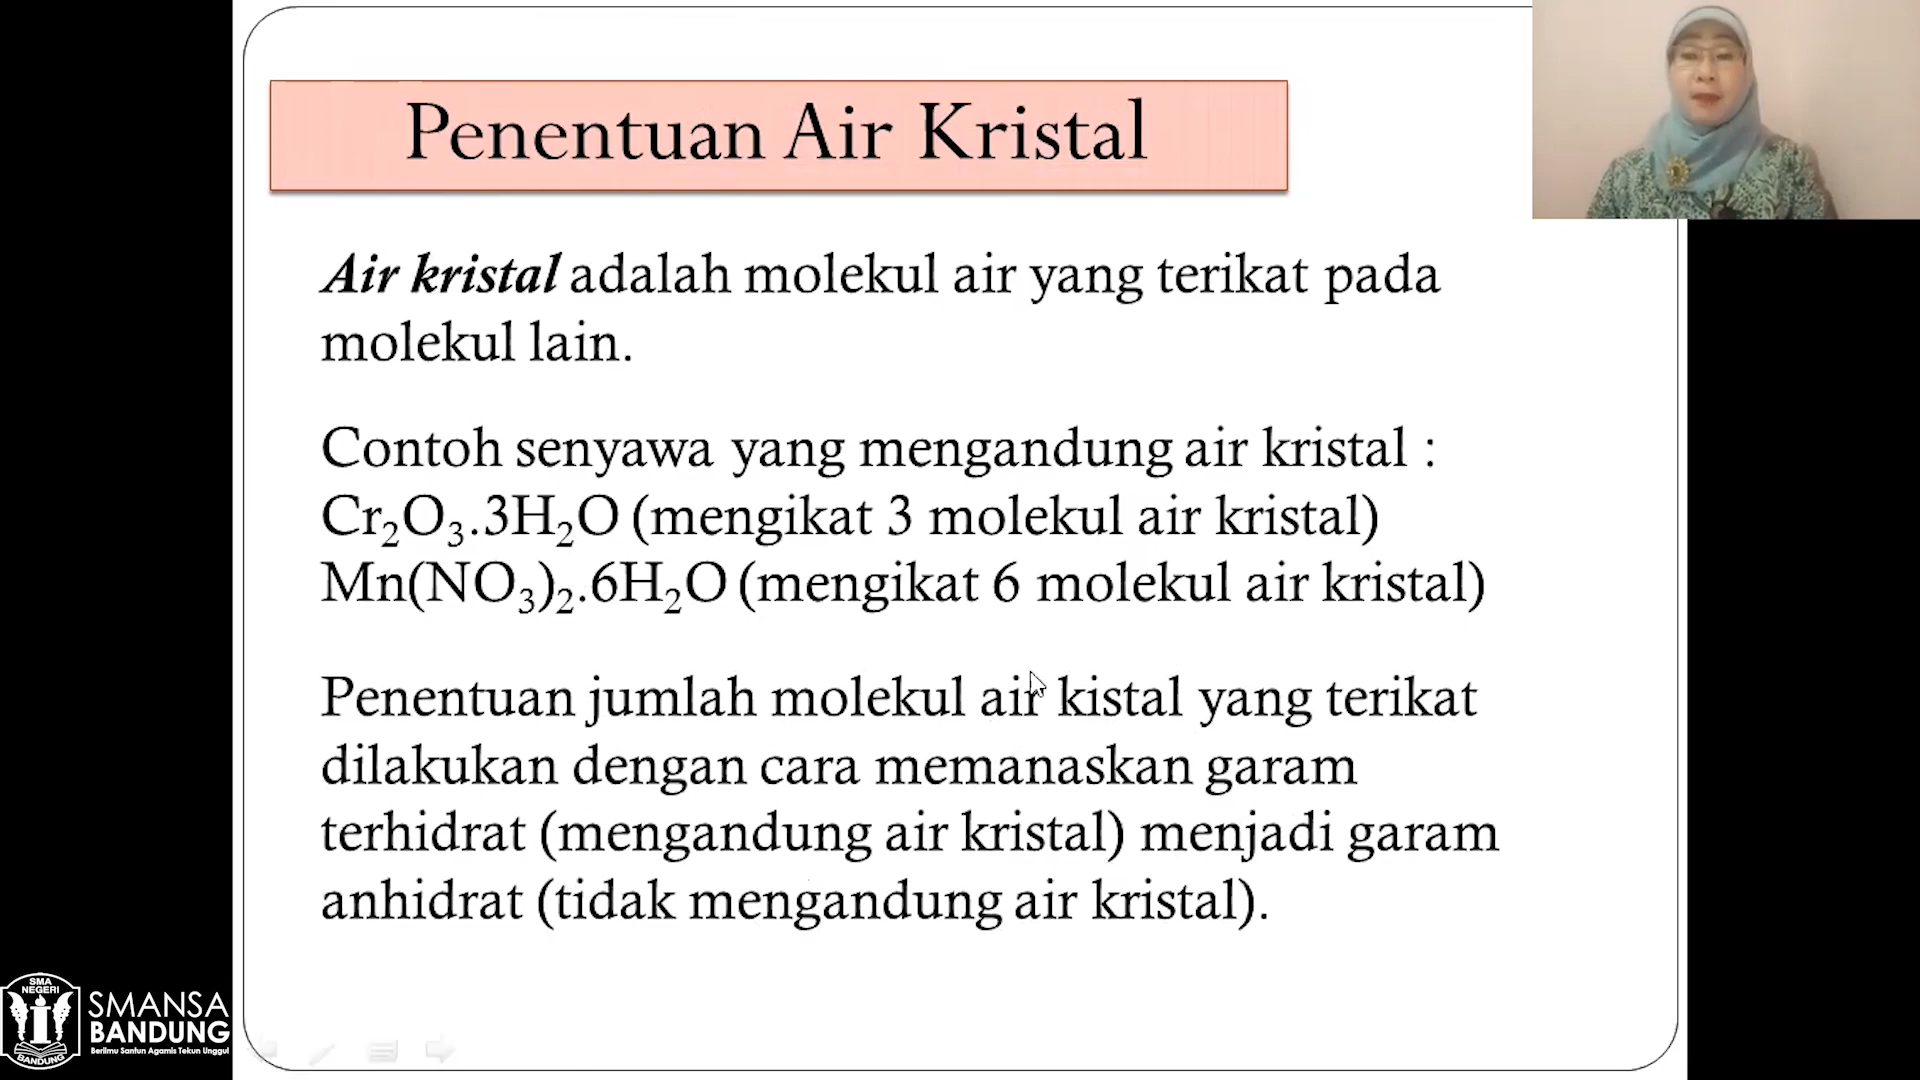 Penentuan Air Kristal
Air kristal adalah molekul air yang terikat pada
molekul lain.
Contoh senyawa yang mengandung air kristal :
Cr₂O₃.3H₂O (mengikat 3 molekul air kristal)
Mn(NO₃)₂.6H₂O (mengikat 6 molekul air kristal)
Penentuan jumlah molekul air kistal yang terikat
dilakukan dengan cara memanaskan garam
terhidrat (mengandung air kristal) menjadi garam
anhidrat (tidak mengandung air kristal).
SMA
NEGERI
BANDUNG
SMANSA
BANDUNG
Berilmu Santun Agamis Tekun Unggul